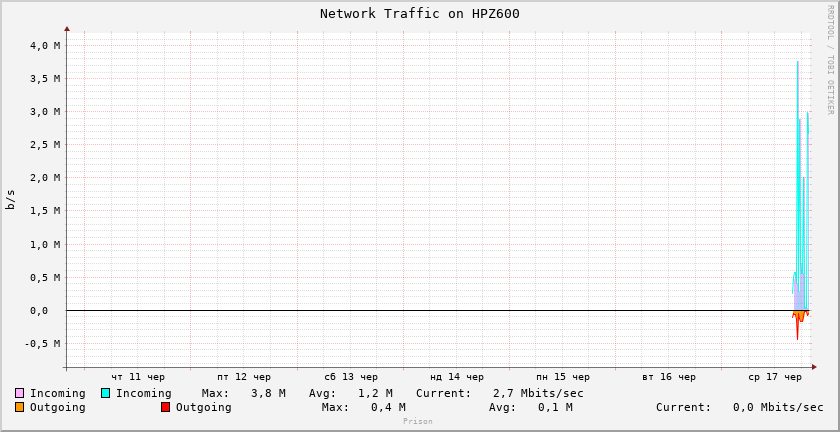 Network Traffic on HPZ600
RRDTOOL / TOBI OETIKER
b/s
4,0 M
3,5 M
3,0 M
2,5 M
2,0 M
1,5 M
1,0 M
0,5 M
0,0
-0,5 M
чт 11 чер пт 12 чер сб 13 чер нд 14 чер пн 15 чер вт 16 чер ср 17 чер
Incoming Incoming Max: 3,8 M Avg: 1,2 M Current: 2,7 Mbits/sec
Outgoing Outgoing Max: 0,4 M Avg: 0,1 M Current: 0,0 Mbits/sec
Prison